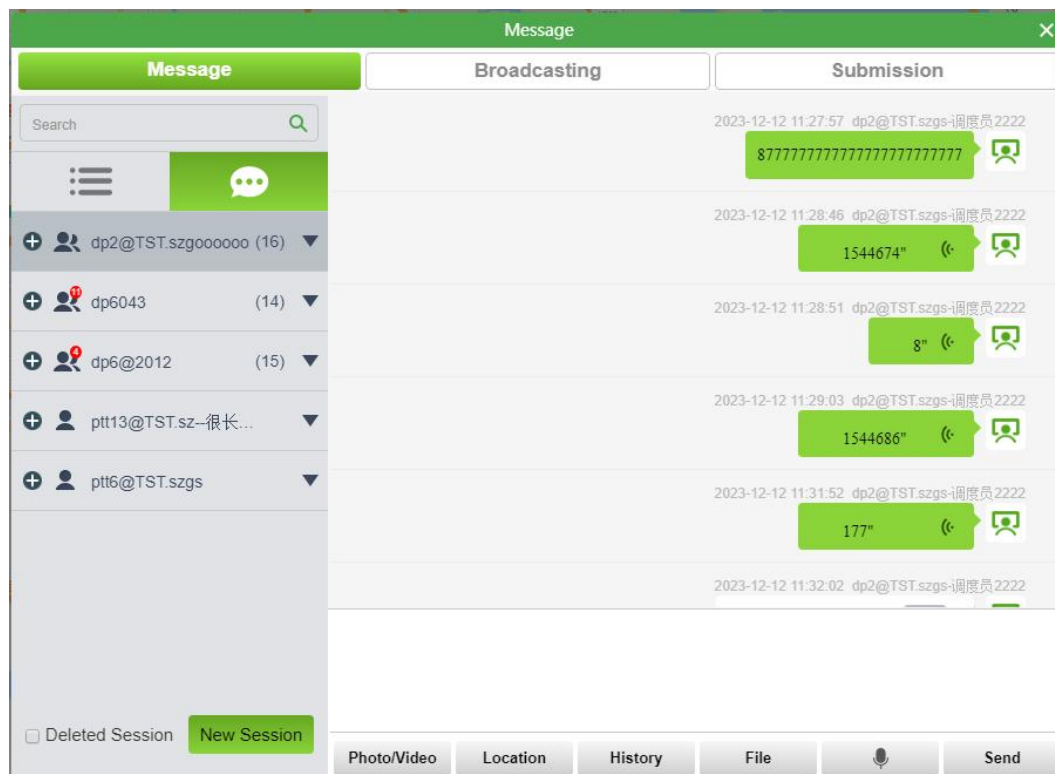 Message
Message Broadcasting Submission
Search
dp2@TST.szgoooooo (16)
11
dp6043 (14)
4
dp6@2012 (15)
ptt13@TST.sz--很长...
ptt6@TST.szgs
Deleted Session New Session
2023-12-12 11:27:57 dp2@TST.szgs-调度员2222
2023-12-12 11:28:46 dp2@TST.szgs-调度员2222
1544674"
2023-12-12 11:28:51 dp2@TST.szgs-调度员2222
8"
2023-12-12 11:29:03 dp2@TST.szgs-调度员2222
1544686"
2023-12-12 11:31:52 dp2@TST.szgs-调度员2222
177"
2023-12-12 11:32:02 dp2@TST.szgs-调度员2222
Photo/Video Location History File Send